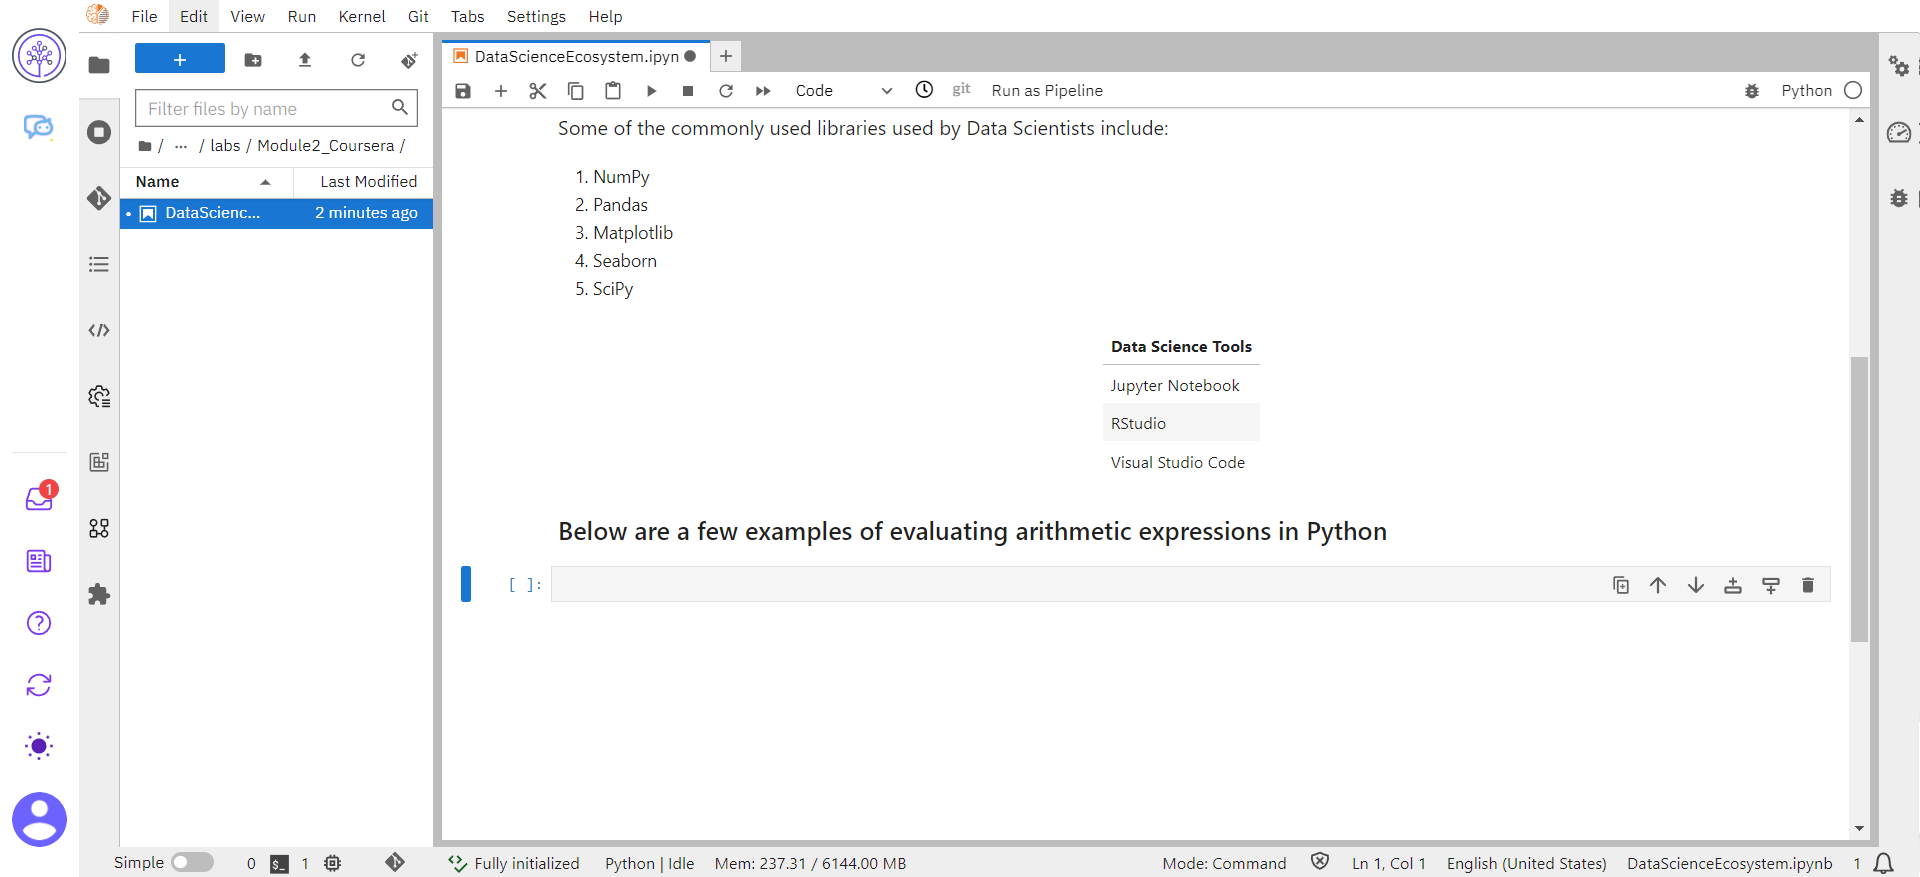 File Edit View Run Kernel Git Tabs Settings Help
+
Filter files by name
/ ... / labs / Module2_Coursera /
Name Last Modified
DataScienc... 2 minutes ago
DataScienceEcosystem.ipyn
Code git Run as Pipeline Python
Some of the commonly used libraries used by Data Scientists include:
1. NumPy
2. Pandas
3. Matplotlib
4. Seaborn
5. SciPy
Data Science Tools
Jupyter Notebook
RStudio
Visual Studio Code
Below are a few examples of evaluating arithmetic expressions in Python
[ ]:
1
Simple 0 $_ 1 Fully initialized Python | Idle Mem: 237.31 / 6144.00 MB Mode: Command Ln 1, Col 1 English (United States) DataScienceEcosystem.ipynb 1